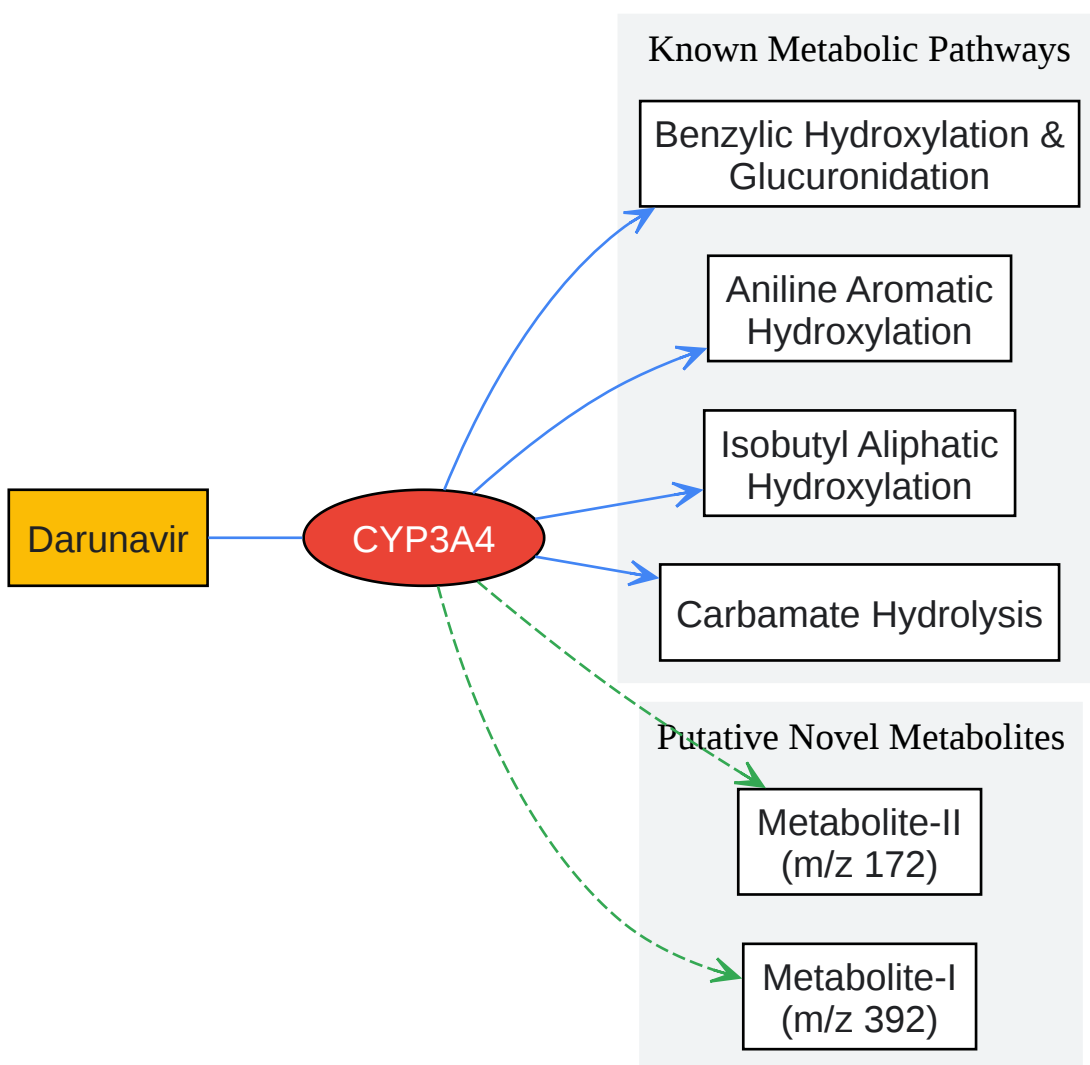 Known Metabolic Pathways
Benzylic Hydroxylation &
Glucuronidation
Aniline Aromatic
Hydroxylation
Isobutyl Aliphatic
Hydroxylation
Darunavir
CYP3A4
Carbamate Hydrolysis
Putative Novel Metabolites
Metabolite-II
(m/z 172)
Metabolite-I
(m/z 392)